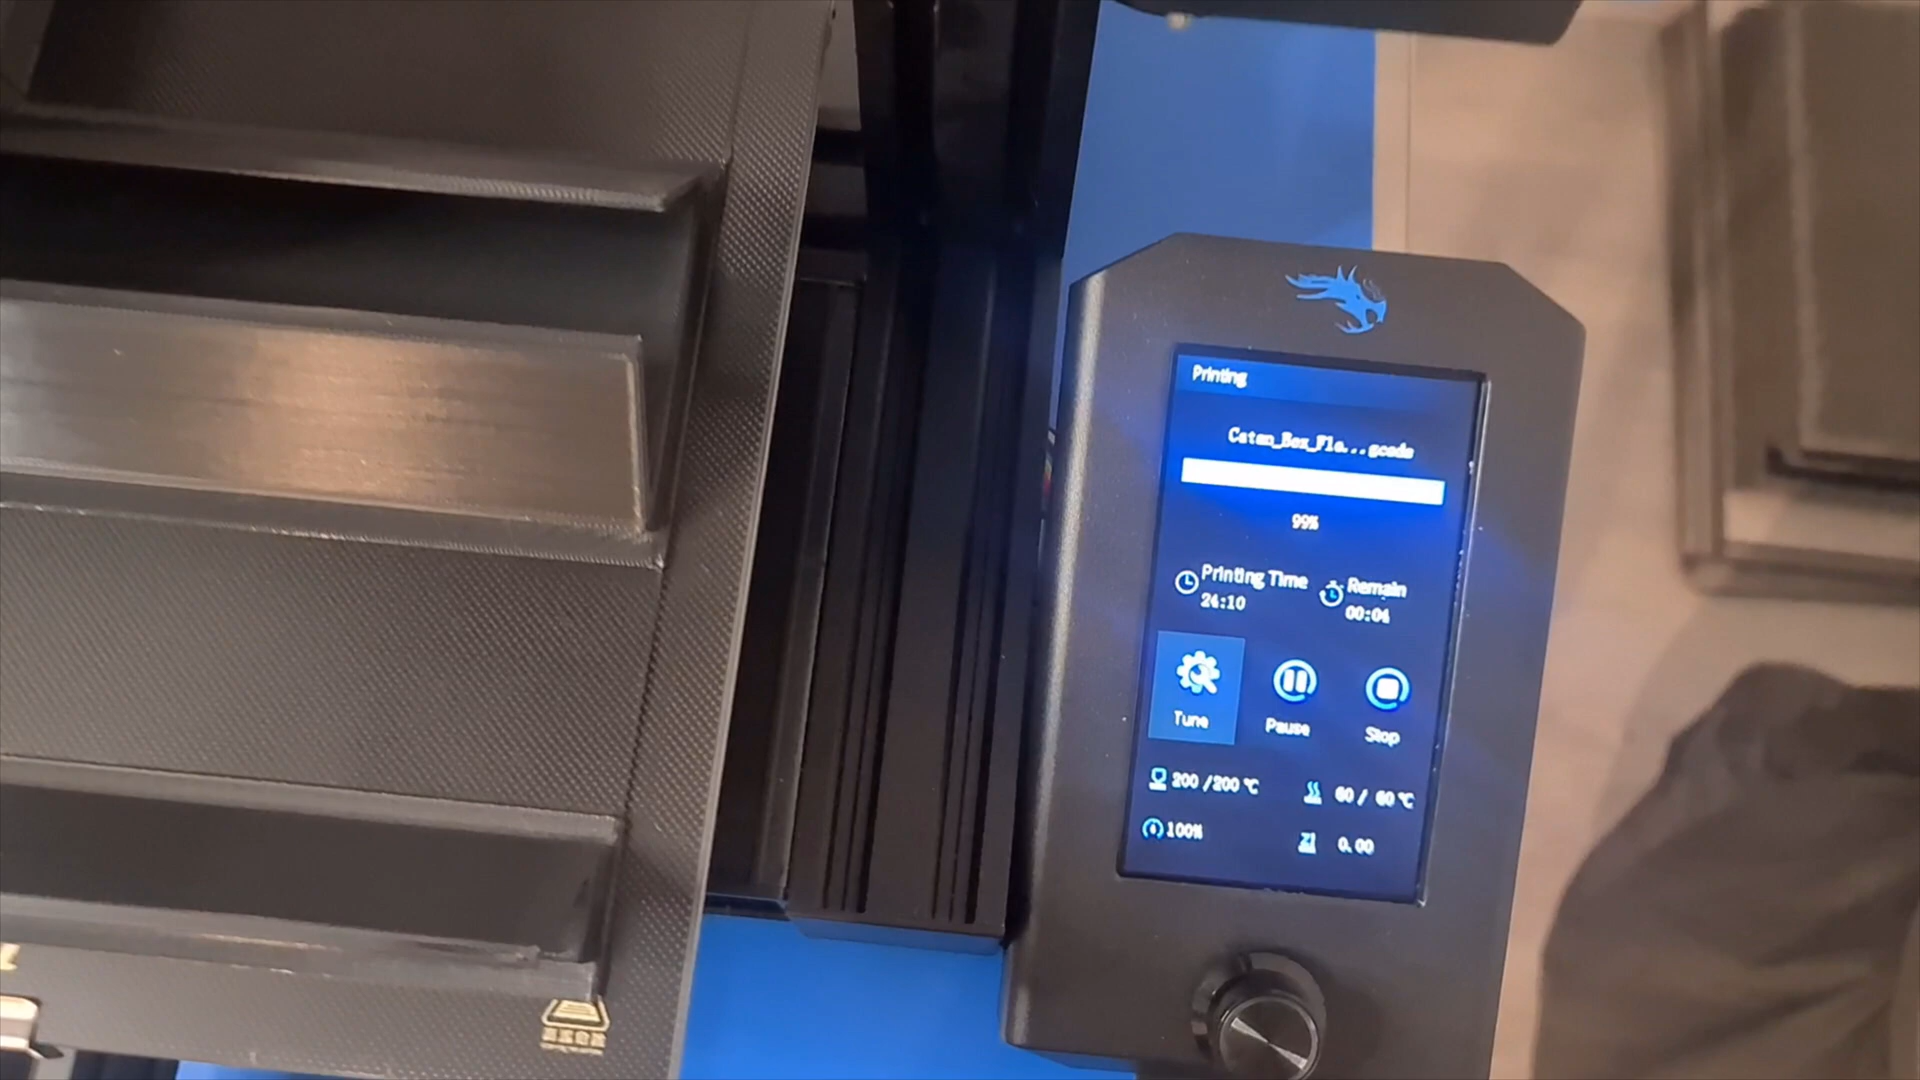 Printing
Catan_Box_Fla...gcode
99%
Printing Time
24:10
Remain
00:04
Tune
Pause
Stop
200 /200 ℃
60 / 60 ℃
100%
0.00